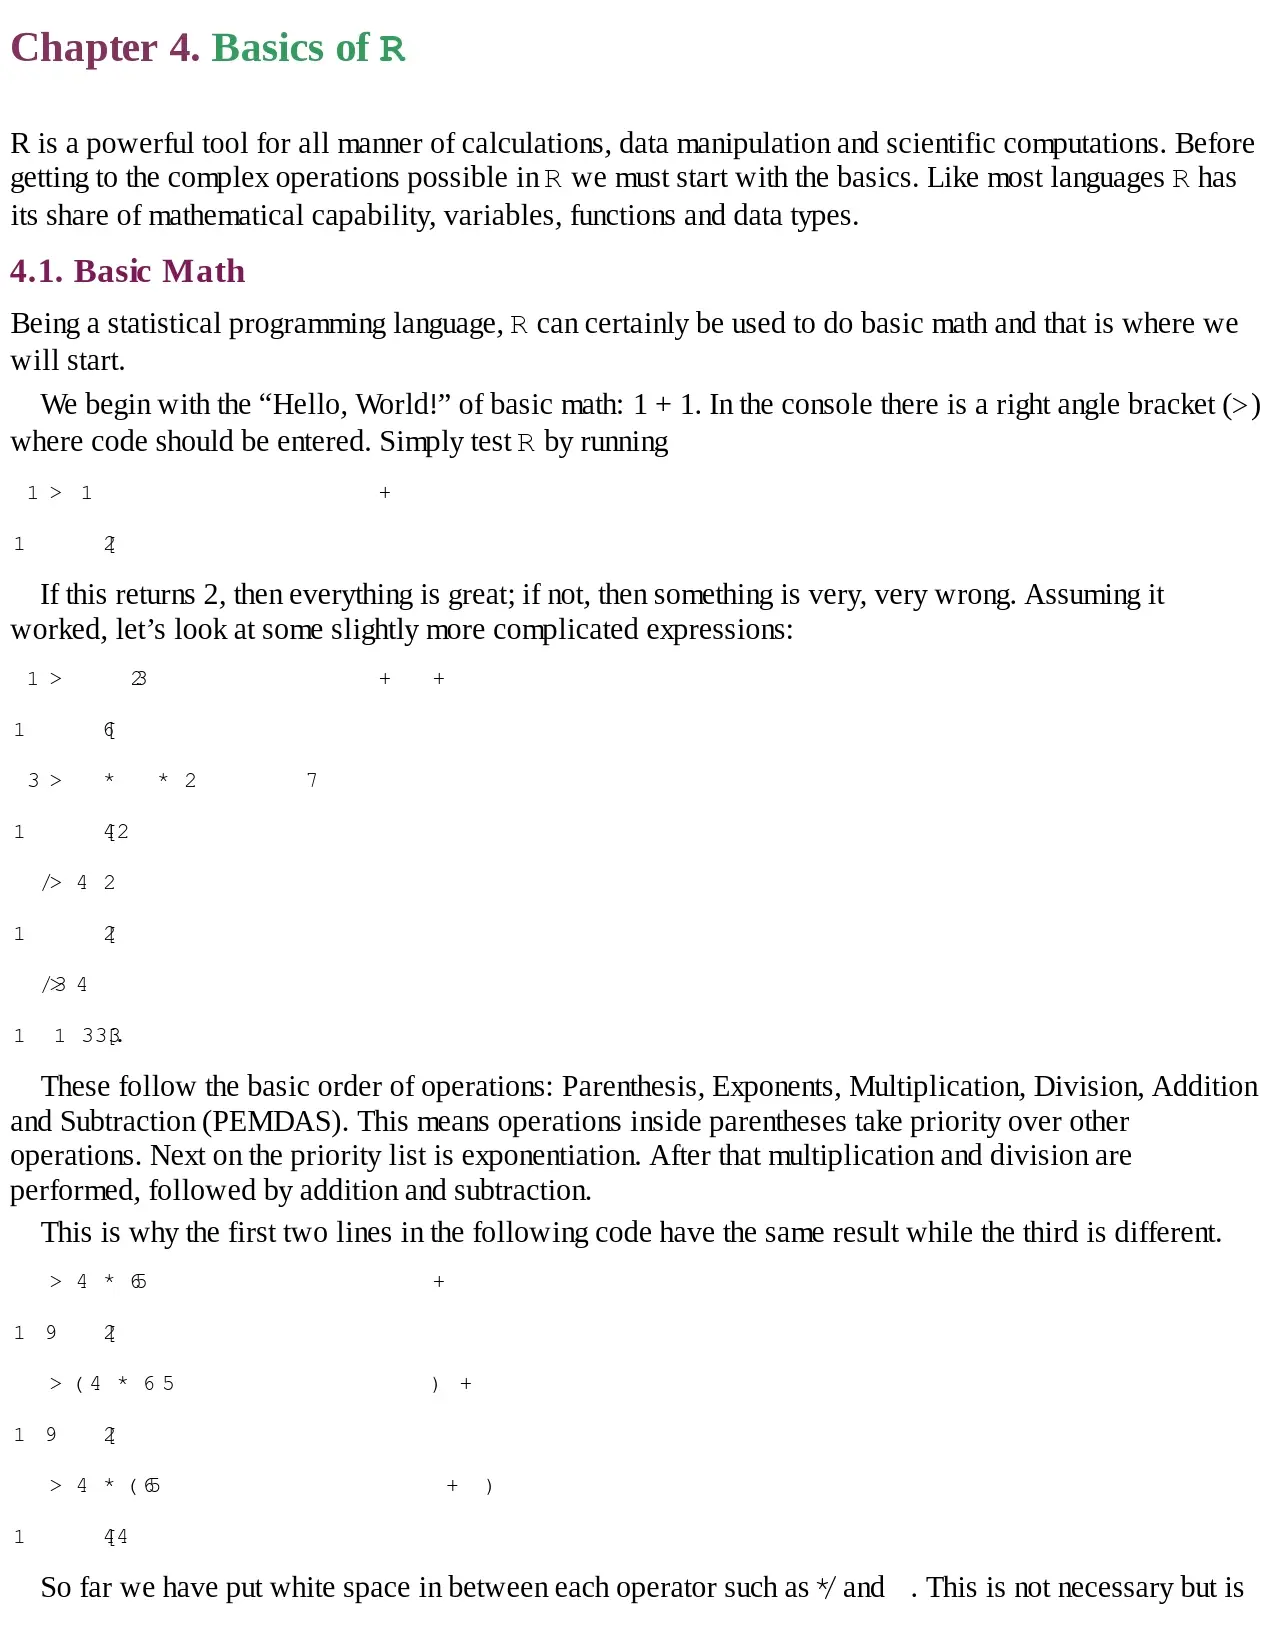 Chapter 4. Basics of R
R is a powerful tool for all manner of calculations, data manipulation and scientific computations. Before
getting to the complex operations possible in R we must start with the basics. Like most languages R has
its share of mathematical capability, variables, functions and data types.
4.1. Basic Math
Being a statistical programming language, R can certainly be used to do basic math and that is where we
will start.
We begin with the “Hello, World!” of basic math: 1 + 1. In the console there is a right angle bracket (>)
where code should be entered. Simply test R by running
1 > 1 +
1 2[
If this returns 2, then everything is great; if not, then something is very, very wrong. Assuming it
worked, let’s look at some slightly more complicated expressions:
1 > 23 + +
1 6[
3 > * * 2 7
1 4[2
/> 4 2
1 2[
/>3 4
1 1 333.
These follow the basic order of operations: Parenthesis, Exponents, Multiplication, Division, Addition
and Subtraction (PEMDAS). This means operations inside parentheses take priority over other
operations. Next on the priority list is exponentiation. After that multiplication and division are
performed, followed by addition and subtraction.
This is why the first two lines in the following code have the same result while the third is different.
> 4 * 65 +
1 9 2[
> ( 4 * 6 5 ) +
1 9 2[
> 4 * ( 65 + )
1 4[4
So far we have put white space in between each operator such as */ and . This is not necessary but is